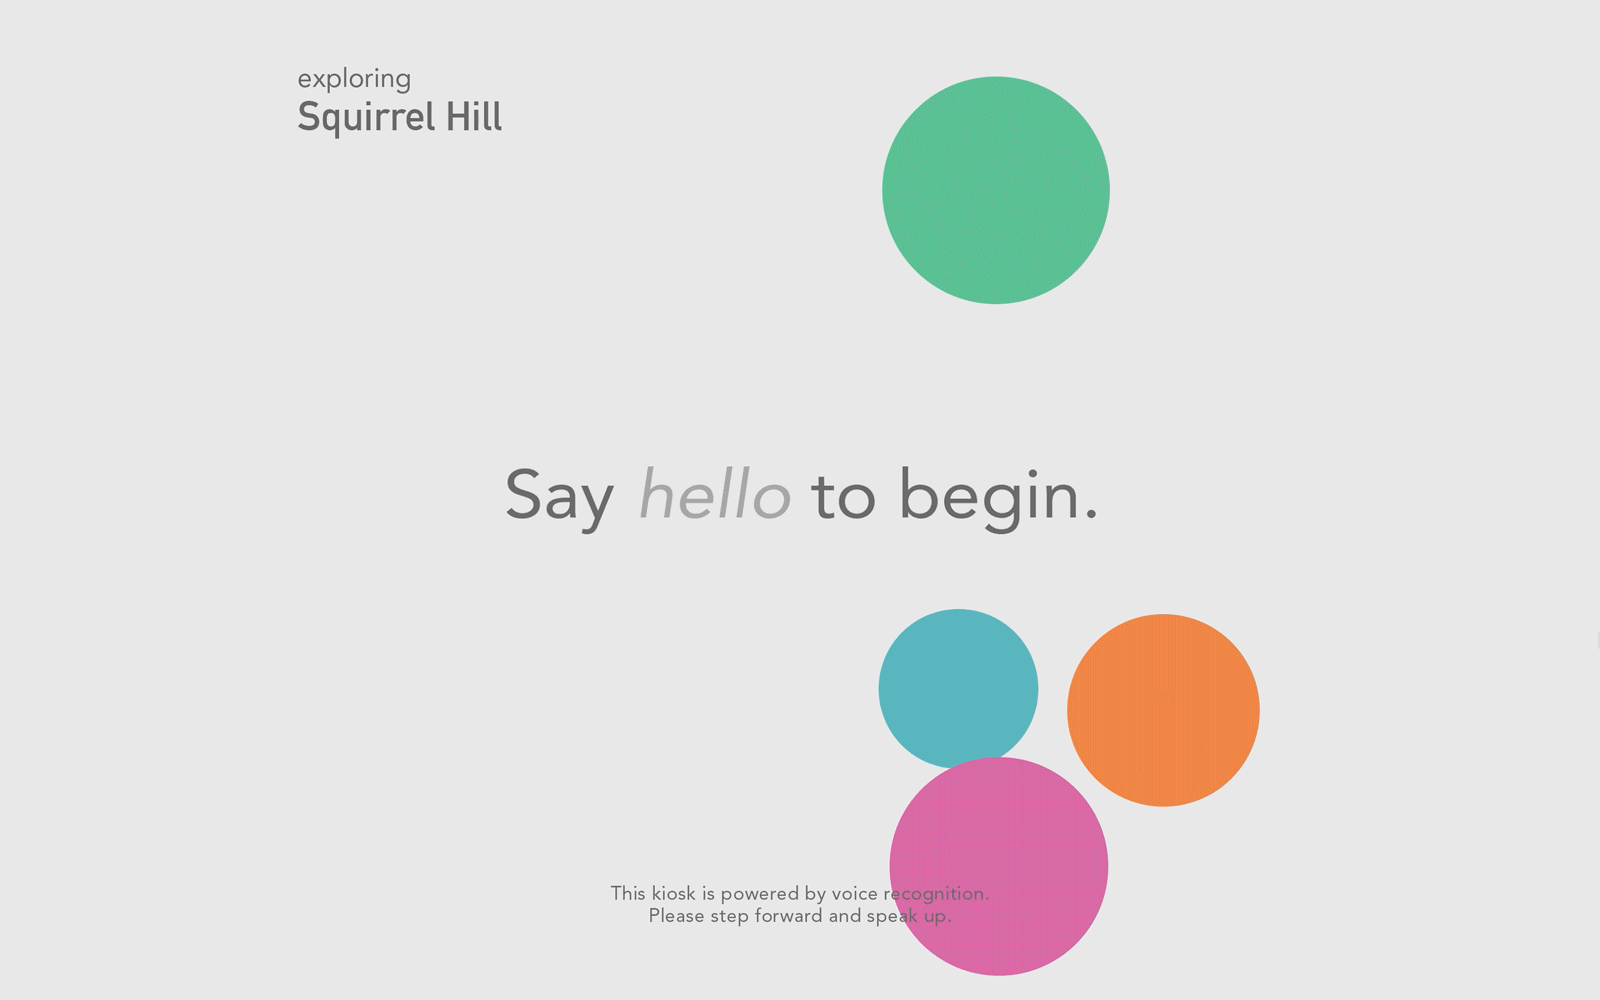 exploring
Squirrel Hill
Say hello to begin.
This kiosk is powered by voice recognition.
Please step forward and speak up.